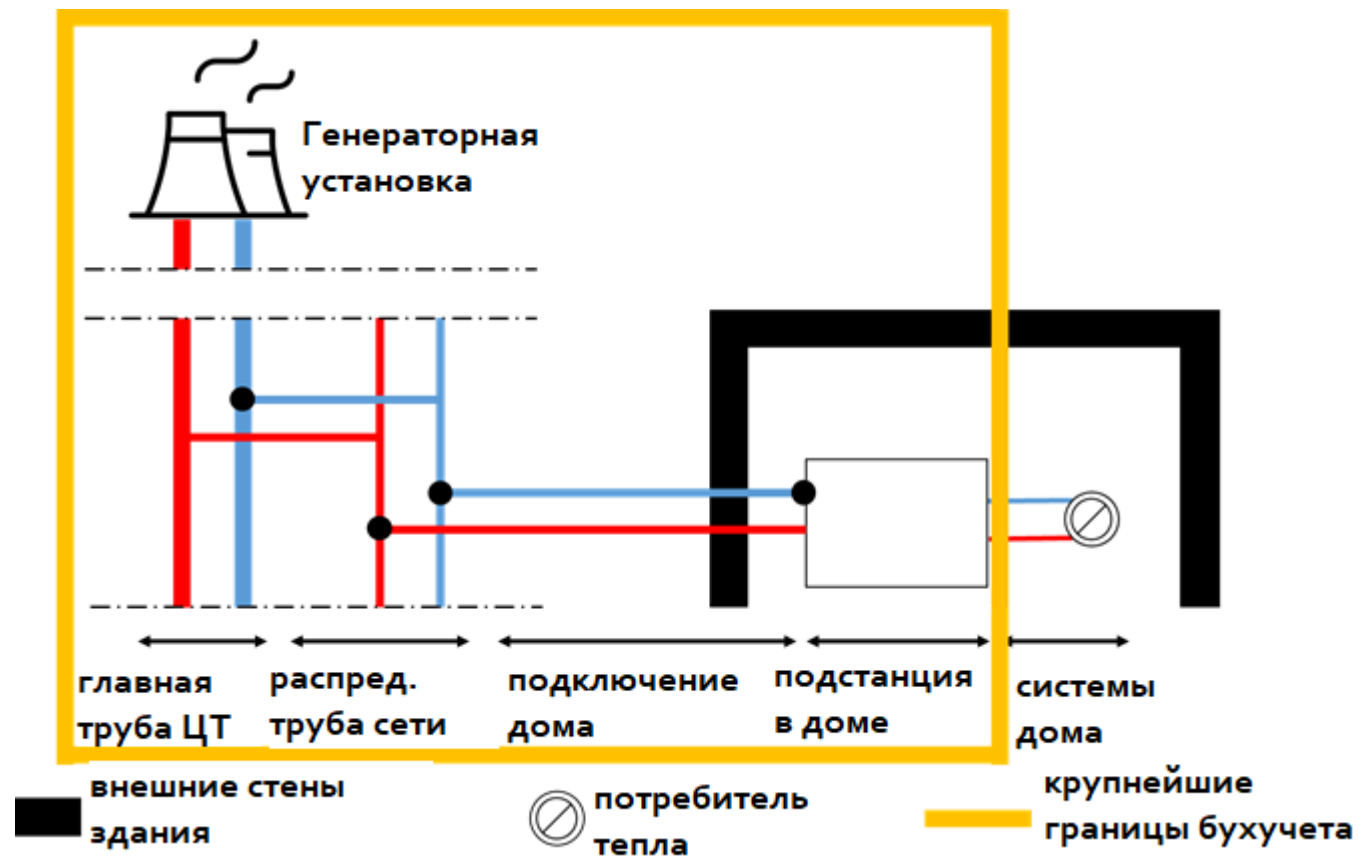 Генераторная
установка
главная
труба ЦТ
распред.
труба сети
подключение
дома
подстанция
в доме
системы
дома
внешние стены
здания
потребитель
тепла
крупнейшие
границы бухучета